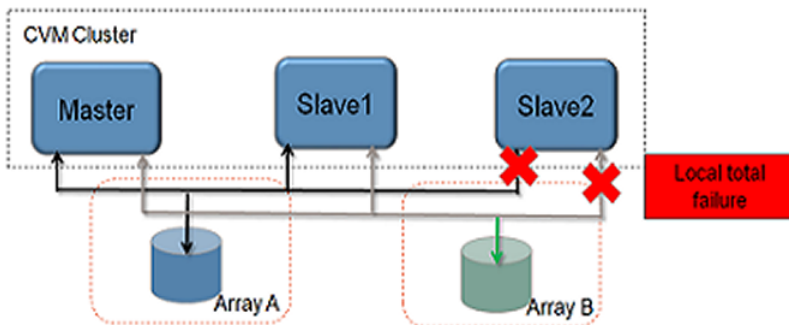 CVM Cluster
Master
Slave1
Slave2
Local total
failure
Array A
Array B